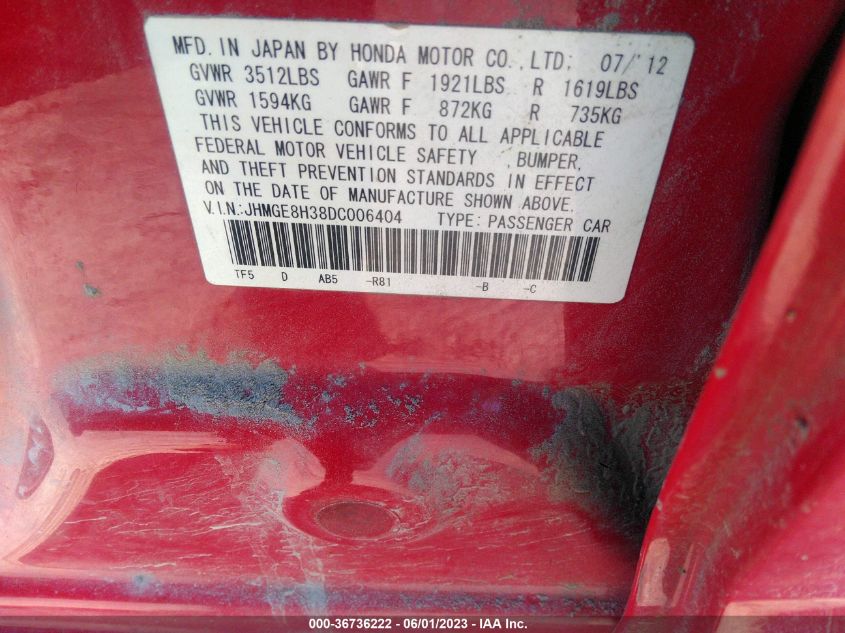 MFD. IN JAPAN BY HONDA MOTOR CO., LTD. 07/'12
GVWR 3512LBS GAWR F 1921LBS R 1619LBS
GVWR 1594KG GAWR F 872KG R 735KG
THIS VEHICLE CONFORMS TO ALL APPLICABLE
FEDERAL MOTOR VEHICLE SAFETY , BUMPER,
AND THEFT PREVENTION STANDARDS IN EFFECT
ON THE DATE OF MANUFACTURE SHOWN ABOVE.
V.I.N.:JHMGE8H38DC006404 TYPE: PASSENGER CAR
TF5 D AB5 -R81 -B -C
000-36736222 - 06/01/2023 - IAA Inc.